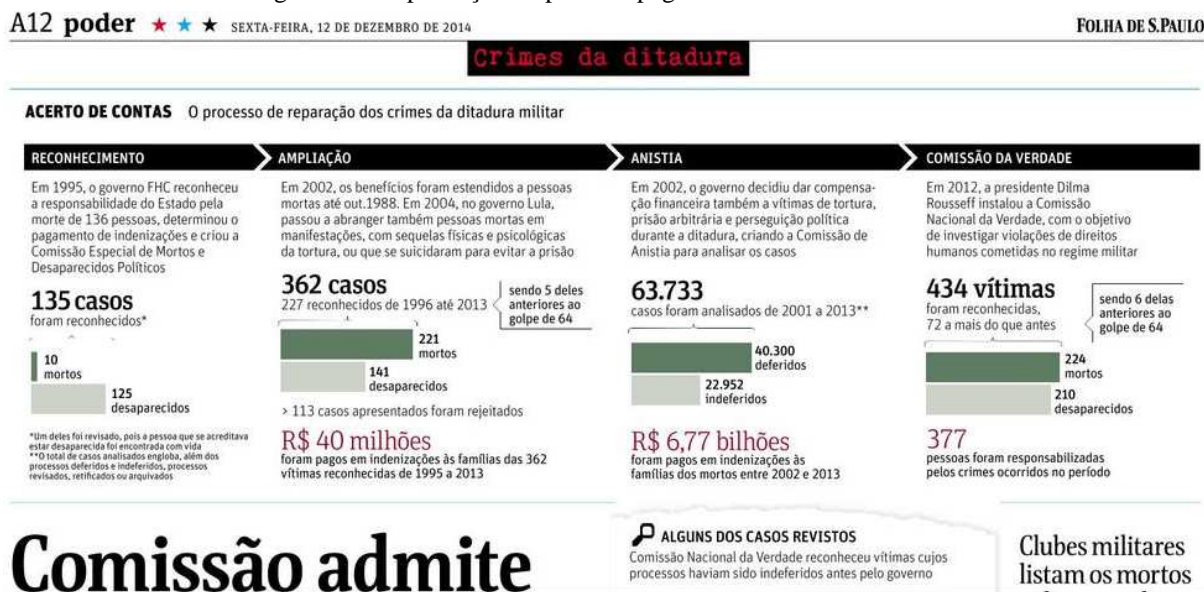 A12 poder ★ ★ ★ SEXTA-FEIRA, 12 DE DEZEMBRO DE 2014 FOLHA DE S.PAULO
Crimes da ditadura
ACERTO DE CONTAS O processo de reparação dos crimes da ditadura militar
RECONHECIMENTO
Em 1995, o governo FHC reconheceu
a responsabilidade do Estado pela
morte de 136 pessoas, determinou o
pagamento de indenizações e criou a
Comissão Especial de Mortos e
Desaparecidos Políticos
135 casos
foram reconhecidos*
10
mortos
125
desaparecidos
*Um deles foi revisado, pois a pessoa que se acreditava
estar desaparecida foi encontrada com vida
**O total de casos analisados engloba, além dos
processos deferidos e indeferidos, processos
revisados, retificados ou arquivados
AMPLIAÇÃO
Em 2002, os benefícios foram estendidos a pessoas
mortas até out.1988. Em 2004, no governo Lula,
passou a abranger também pessoas mortas em
manifestações, com sequelas físicas e psicológicas
da tortura, ou que se suicidaram para evitar a prisão
362 casos
227 reconhecidos de 1996 até 2013
sendo 5 deles
anteriores ao
golpe de 64
221
mortos
141
desaparecidos
> 113 casos apresentados foram rejeitados
R$ 40 milhões
foram pagos em indenizações às famílias das 362
vítimas reconhecidas de 1995 a 2013
ANISTIA
Em 2002, o governo decidiu dar compensa-
ção financeira também a vítimas de tortura,
prisão arbitrária e perseguição política
durante a ditadura, criando a Comissão de
Anistia para analisar os casos
63.733
casos foram analisados de 2001 a 2013**
40.300
deferidos
22.952
indeferidos
R$ 6,77 bilhões
foram pagos em indenizações às
famílias dos mortos entre 2002 e 2013
COMISSÃO DA VERDADE
Em 2012, a presidente Dilma
Rousseff instalou a Comissão
Nacional da Verdade, com o objetivo
de investigar violações de direitos
humanos cometidas no regime militar
434 vítimas
foram reconhecidas,
72 a mais do que antes
sendo 6 delas
anteriores ao
golpe de 64
224
mortos
210
desaparecidos
377
pessoas foram responsabilizadas
pelos crimes ocorridos no período
Comissão admite
ALGUNS DOS CASOS REVISTOS
Comissão Nacional da Verdade reconheceu vítimas cujos
processos haviam sido indeferidos antes pelo governo
Clubes militares
listam os mortos